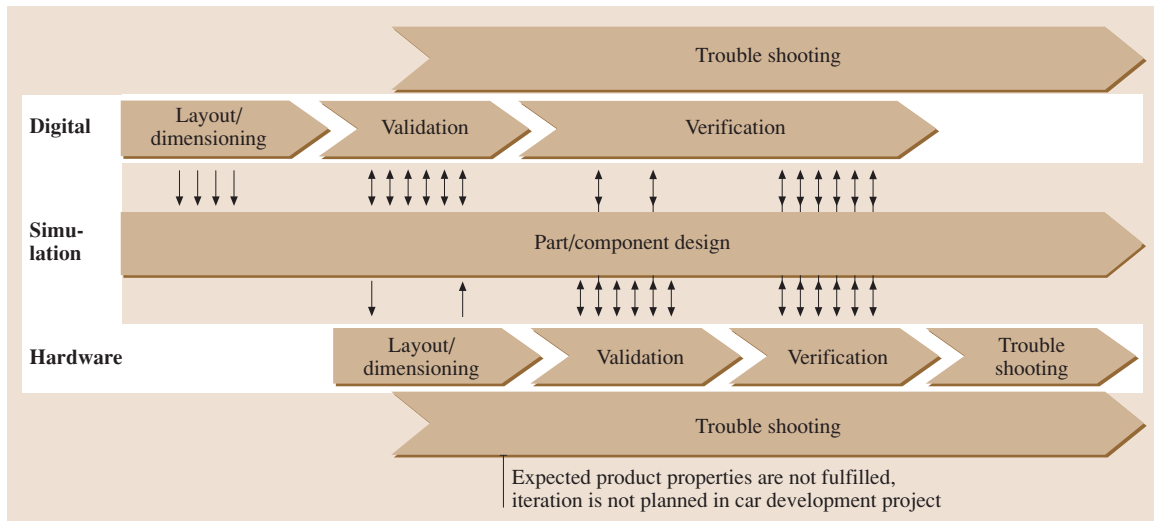 Trouble shooting
Digital
Layout/
dimensioning
Validation
Verification
Simu-
lation
Part/component design
Hardware
Layout/
dimensioning
Validation
Verification
Trouble
shooting
Trouble shooting
Expected product properties are not fulfilled,
iteration is not planned in car development project